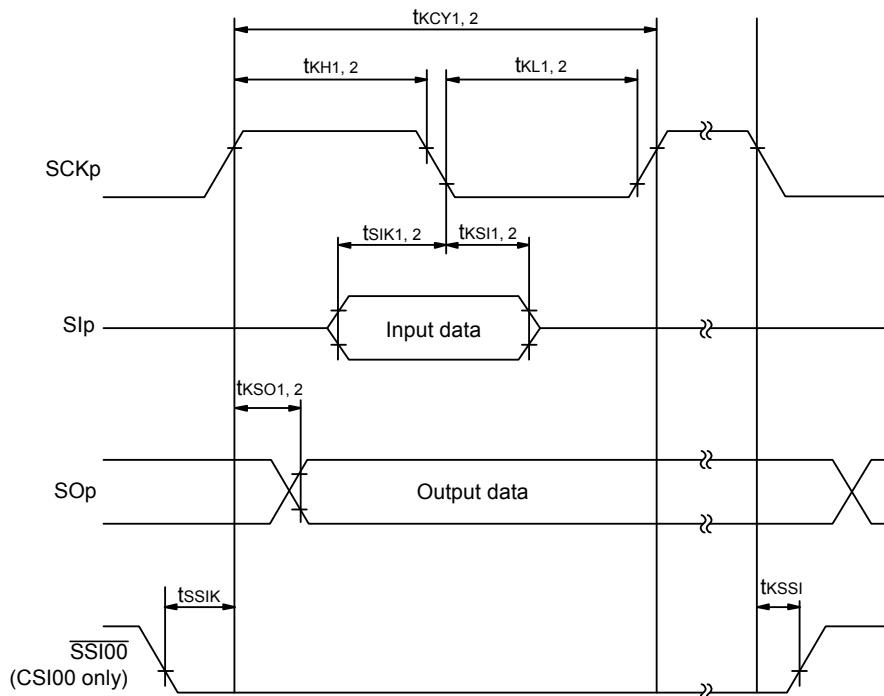 tKCY1, 2
tKH1, 2
tKL1, 2
SCKp
tSIK1, 2
tKSI1, 2
SIp
Input data
tKSO1, 2
SOp
Output data
tSSIK
tKSSI
SSI00
(CSI00 only)